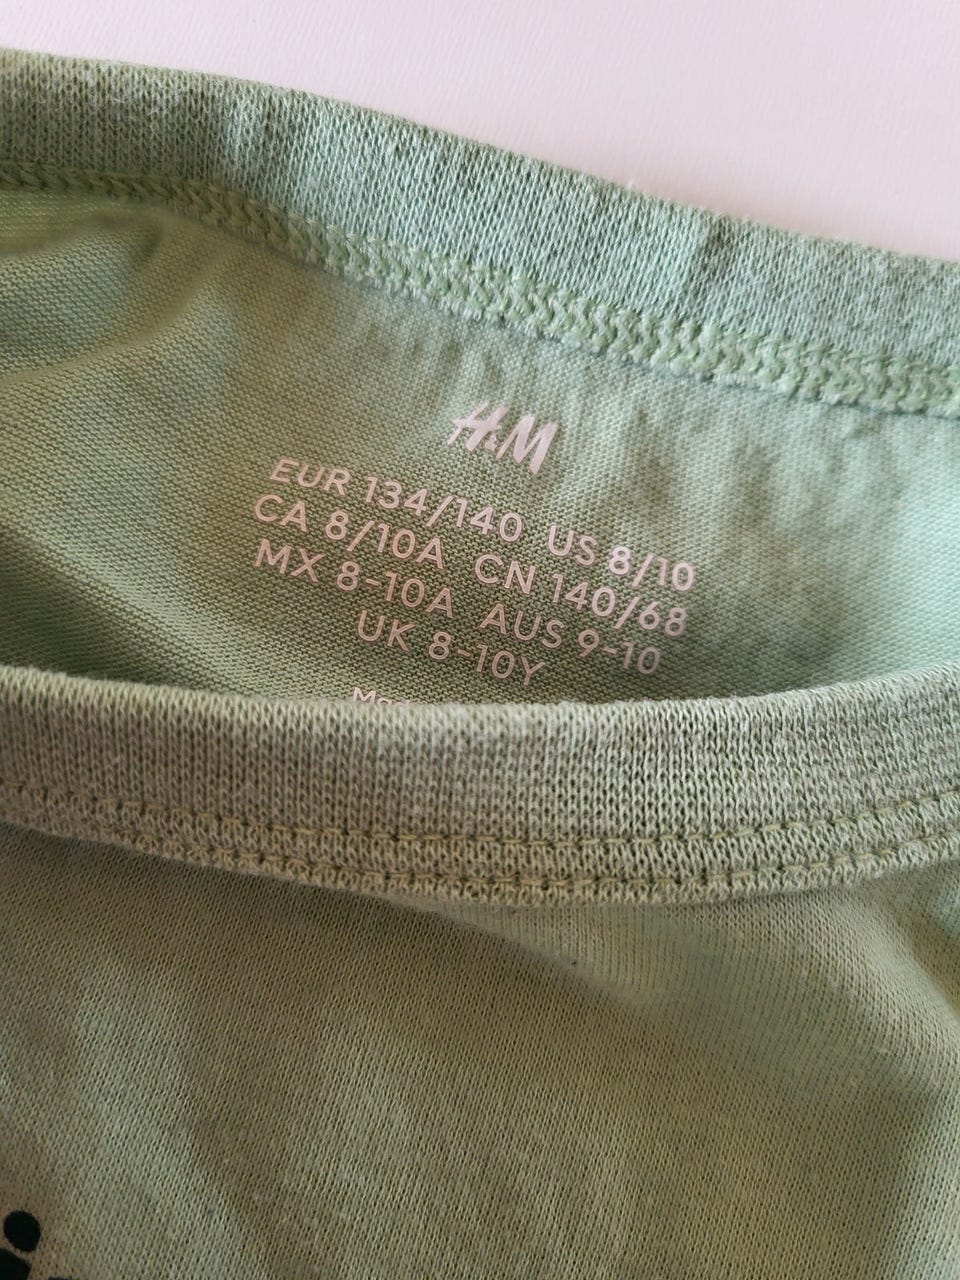 H&M
EUR 134/140 US 8/10
CA 8/10A CN 140/68
MX 8-10A AUS 9-10
UK 8-10Y